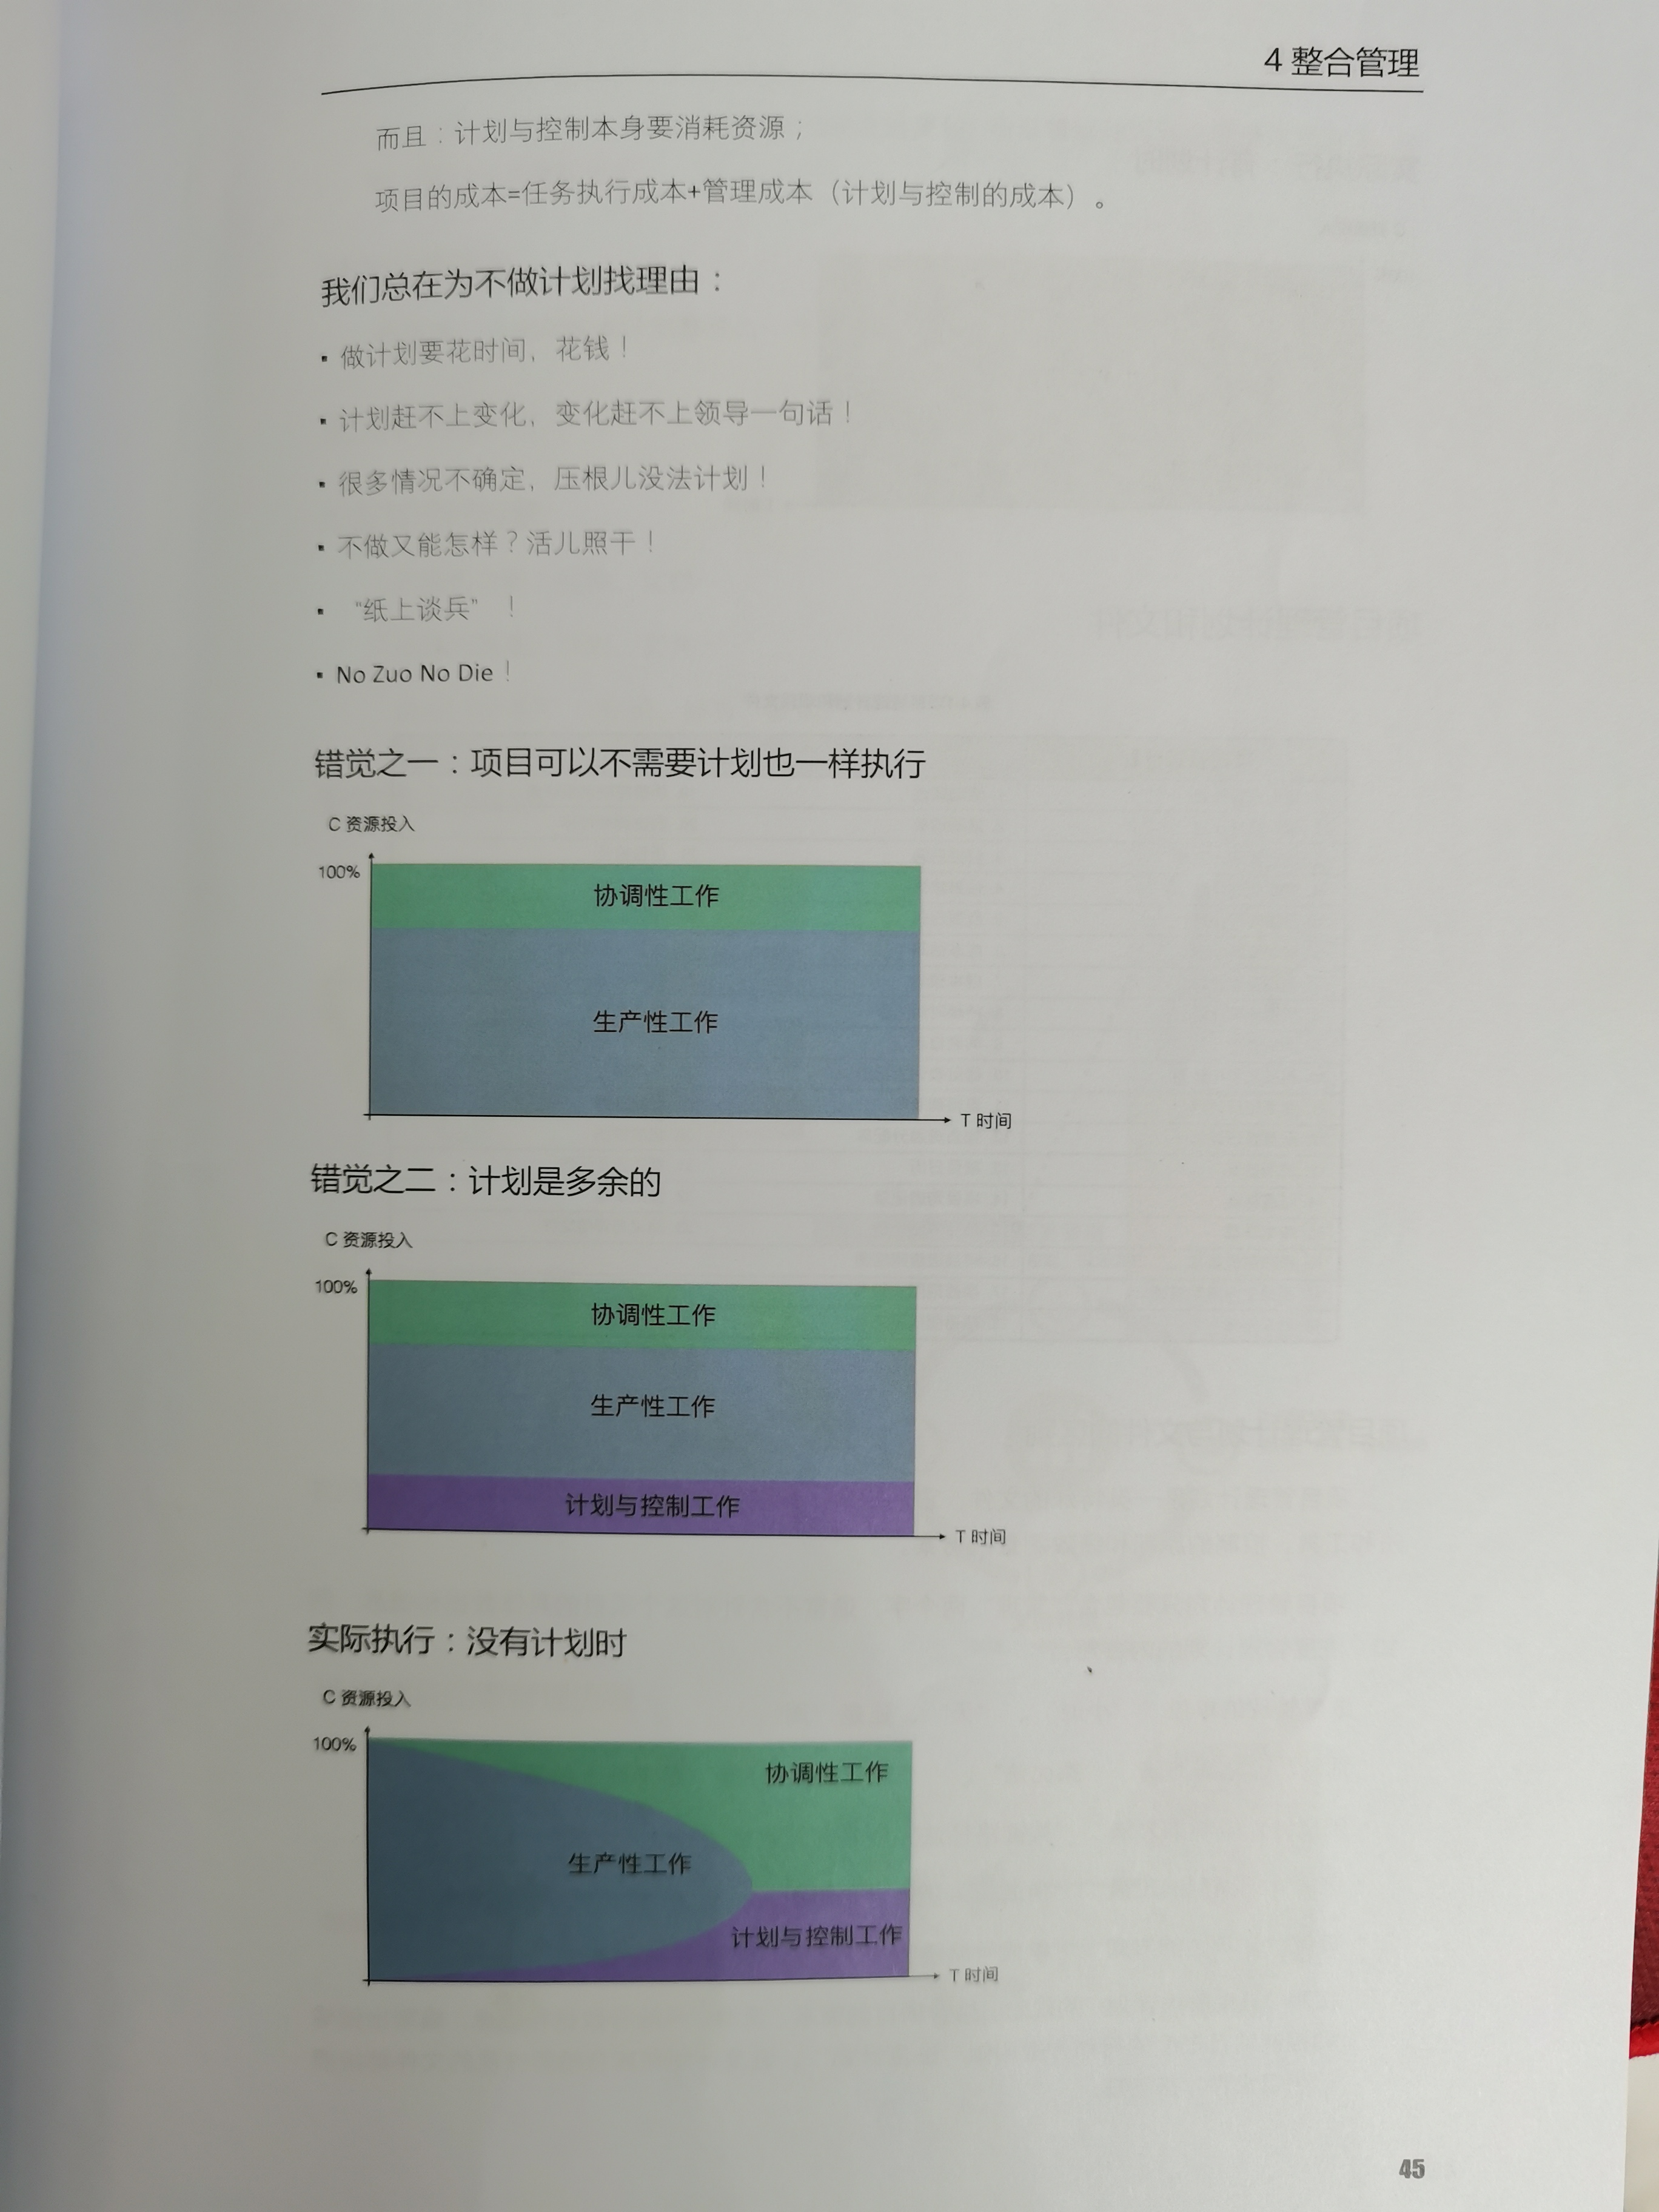 4 整合管理
而且：计划与控制本身要消耗资源；
项目的成本=任务执行成本+管理成本（计划与控制的成本）。
我们总在为不做计划找理由：
▪ 做计划要花时间，花钱！
▪ 计划赶不上变化，变化赶不上领导一句话！
▪ 很多情况不确定，压根儿没法计划！
▪ 不做又能怎样？活儿照干！
▪ “纸上谈兵”！
▪ No Zuo No Die！
错觉之一：项目可以不需要计划也一样执行
C 资源投入
100%
协调性工作
生产性工作
T 时间
错觉之二：计划是多余的
C 资源投入
100%
协调性工作
生产性工作
计划与控制工作
T 时间
实际执行：没有计划时
C 资源投入
100%
协调性工作
生产性工作
计划与控制工作
T 时间
45